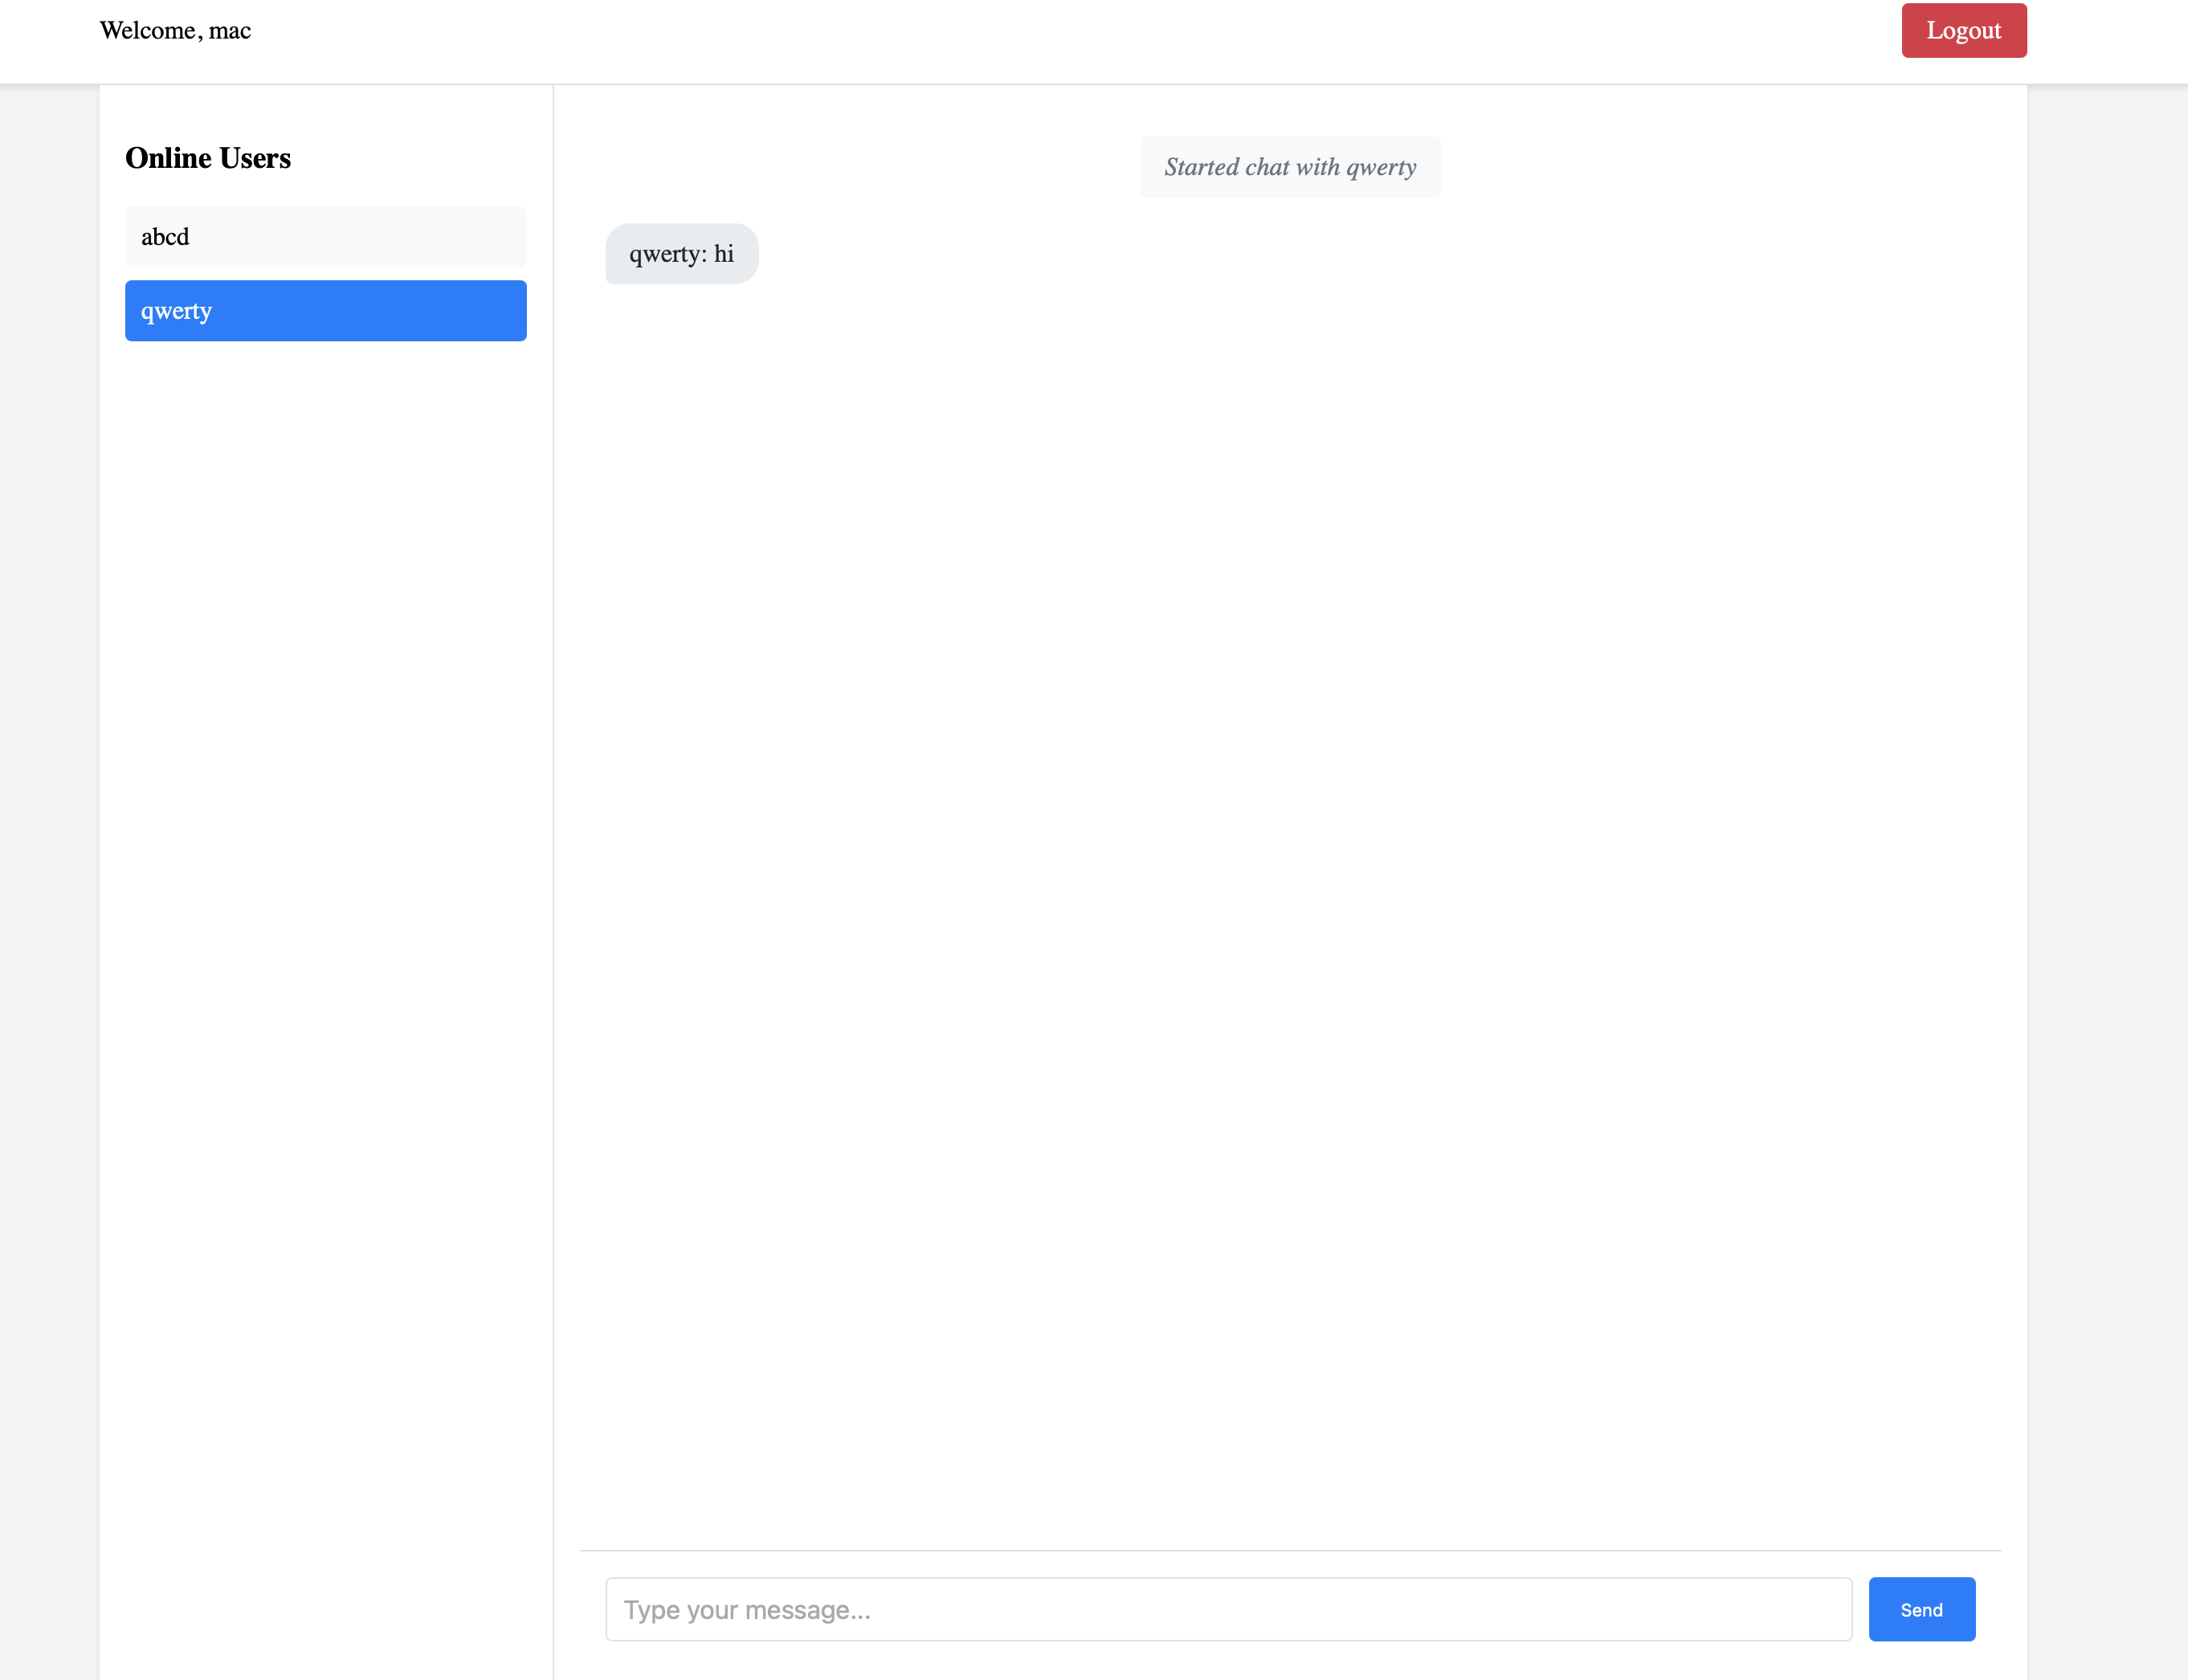 Welcome, mac
Logout
Online Users
abcd
qwerty
Started chat with qwerty
qwerty: hi
Type your message...
Send